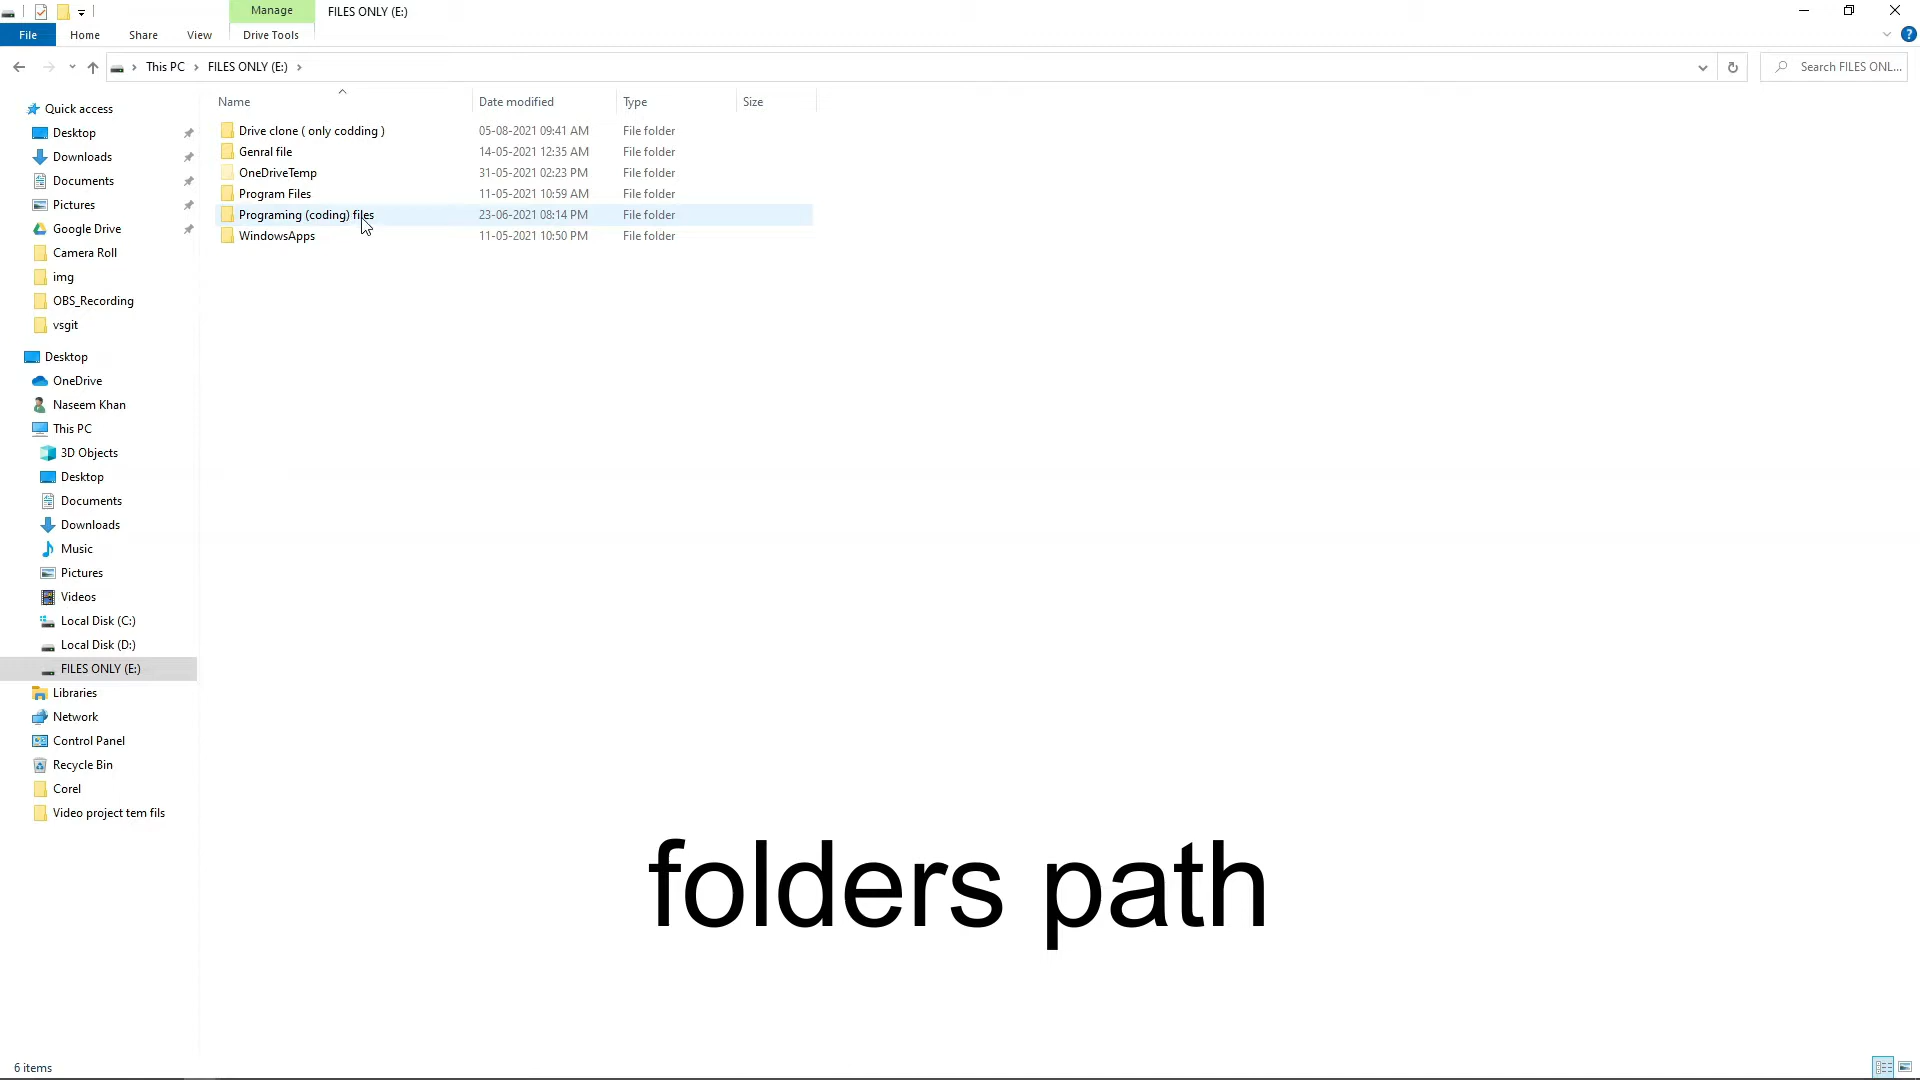 Manage FILES ONLY (E:)
File Home Share View Drive Tools
This PC FILES ONLY (E:) Search FILES ONL...
Name Date modified Type Size
Drive clone ( only codding ) 05-08-2021 09:41 AM File folder
Genral file 14-05-2021 12:35 AM File folder
OneDriveTemp 31-05-2021 02:23 PM File folder
Program Files 11-05-2021 10:59 AM File folder
Programing (coding) files 23-06-2021 08:14 PM File folder
WindowsApps 11-05-2021 10:50 PM File folder
Quick access
Desktop
Downloads
Documents
Pictures
Google Drive
Camera Roll
img
OBS_Recording
vsgit
Desktop
OneDrive
Naseem Khan
This PC
3D Objects
Desktop
Documents
Downloads
Music
Pictures
Videos
Local Disk (C:)
Local Disk (D:)
FILES ONLY (E:)
Libraries
Network
Control Panel
Recycle Bin
Corel
Video project tem fils
folders path
6 items